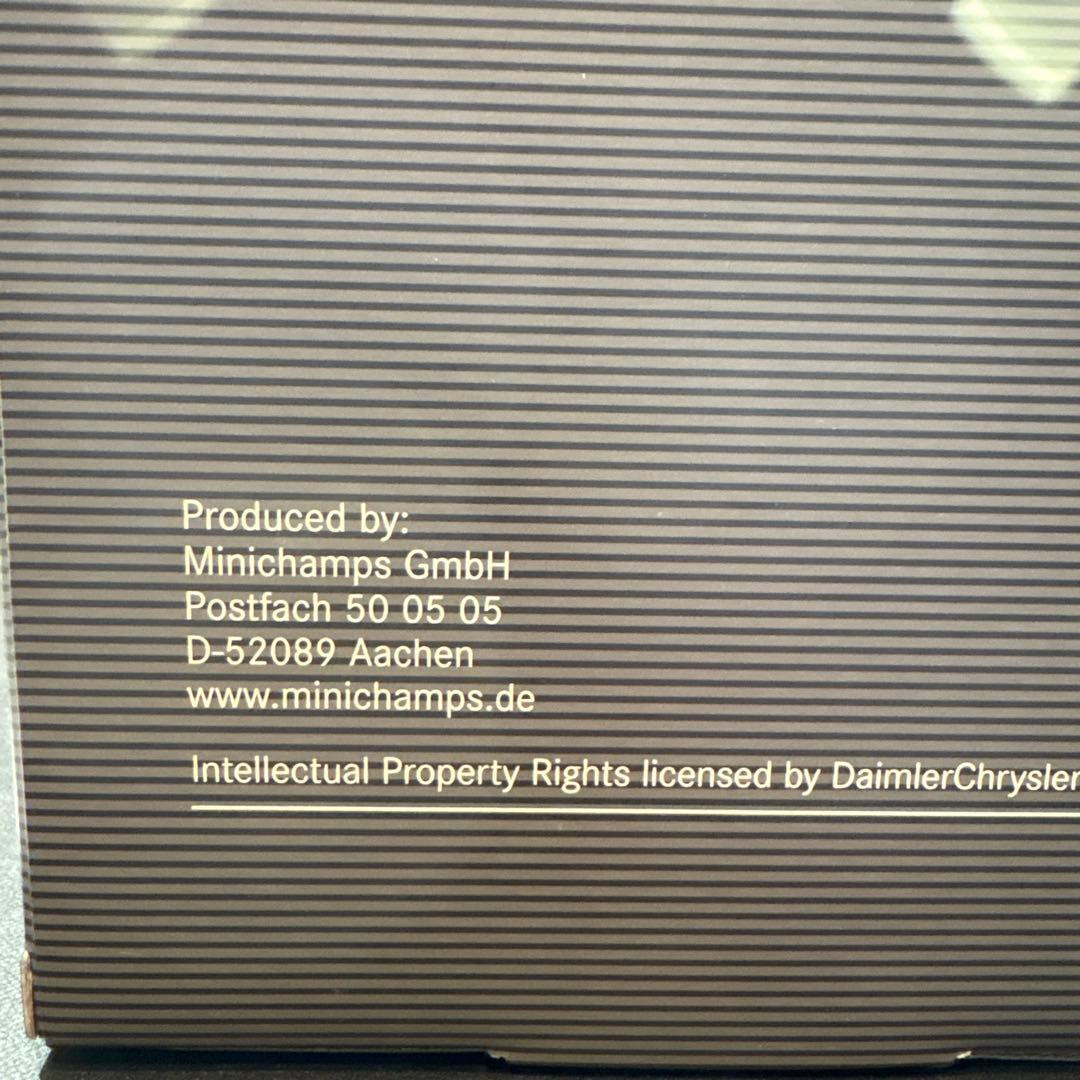 Produced by:
Minichamps GmbH
Postfach 50 05 05
D-52089 Aachen
www.minichamps.de
Intellectual Property Rights licensed by DaimlerChrysler